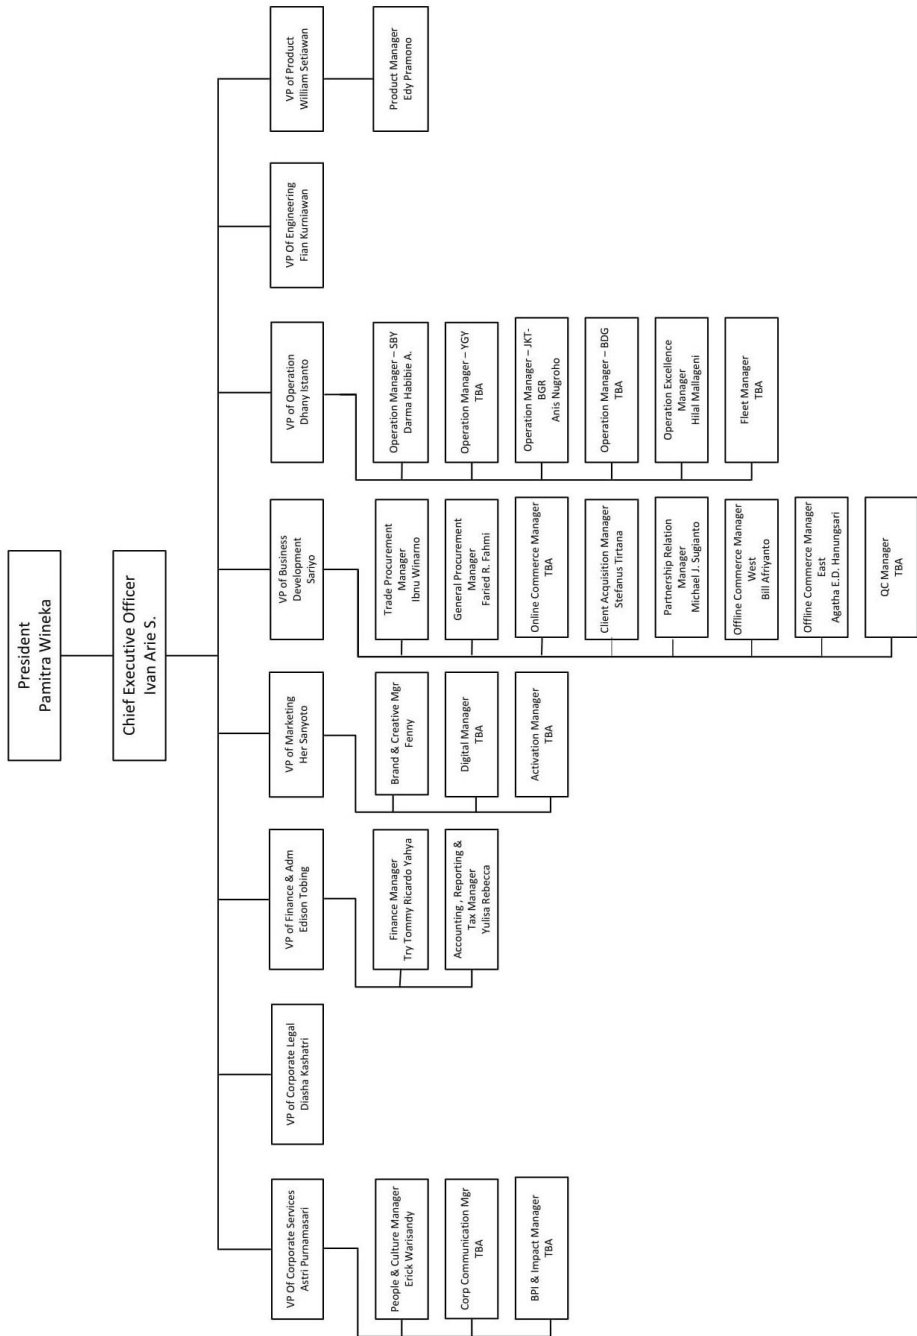 President
Pamitra Wineka
Chief Executive Officer
Ivan Arie S.
VP Of Corporate Services
Astri Purnamasari
People & Culture Manager
Erick Warisandy
Corp Communication Mgr
TBA
BPI & Impact Manager
TBA
VP of Corporate Legal
Diasha Kashatri
VP of Finance & Adm
Edison Tobing
Finance Manager
Try Tommy Ricardo Yahya
Accounting , Reporting &
Tax Manager
Yulisa Rebecca
VP of Marketing
Her Sanyoto
Brand & Creative Mgr
Fenny
Digital Manager
TBA
Activation Manager
TBA
VP of Business
Development
Sariyo
Trade Procurement
Manager
Ibnu Winarno
General Procurement
Manager
Faried R. Fahmi
Online Commerce Manager
TBA
Client Acquisition Manager
Stefanus Tirtana
Partnership Relation
Manager
Michael J. Sugianto
Offline Commerce Manager
West
Bill Afriyanto
Offline Commerce Manager
East
Agatha E.D. Hanungsari
QC Manager
TBA
VP of Operation
Dhany Istanto
Operation Manager – SBY
Darma Habibie A.
Operation Manager – YGY
TBA
Operation Manager – JKT-
BGR
Anis Nugroho
Operation Manager – BDG
TBA
Operation Excellence
Manager
Hilal Mallageni
Fleet Manager
TBA
VP Of Engineering
Fian Kurniawan
VP of Product
William Setiawan
Product Manager
Edy Pramono